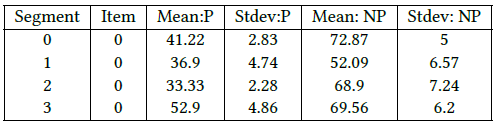 Segment Item Mean:P Stdev:P Mean: NP Stdev: NP
0 0 41.22 2.83 72.87 5
1 0 36.9 4.74 52.09 6.57
2 0 33.33 2.28 68.9 7.24
3 0 52.9 4.86 69.56 6.2